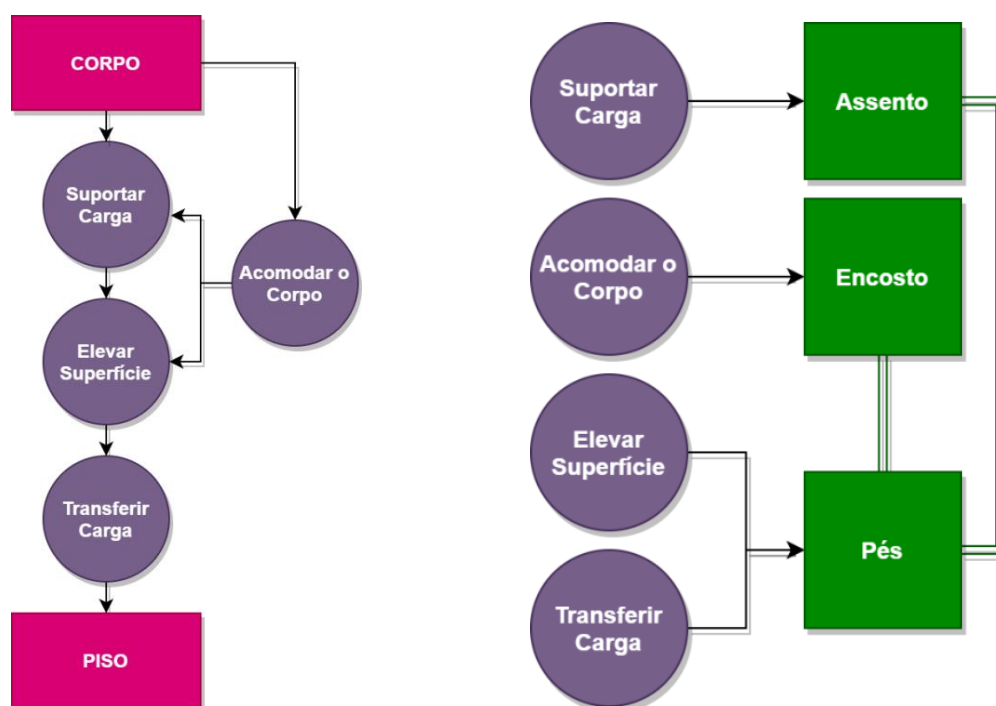 CORPO
Suportar
Carga
Acomodar o
Corpo
Elevar
Superfície
Transferir
Carga
PISO
Suportar
Carga
Assento
Acomodar o
Corpo
Encosto
Elevar
Superfície
Pés
Transferir
Carga